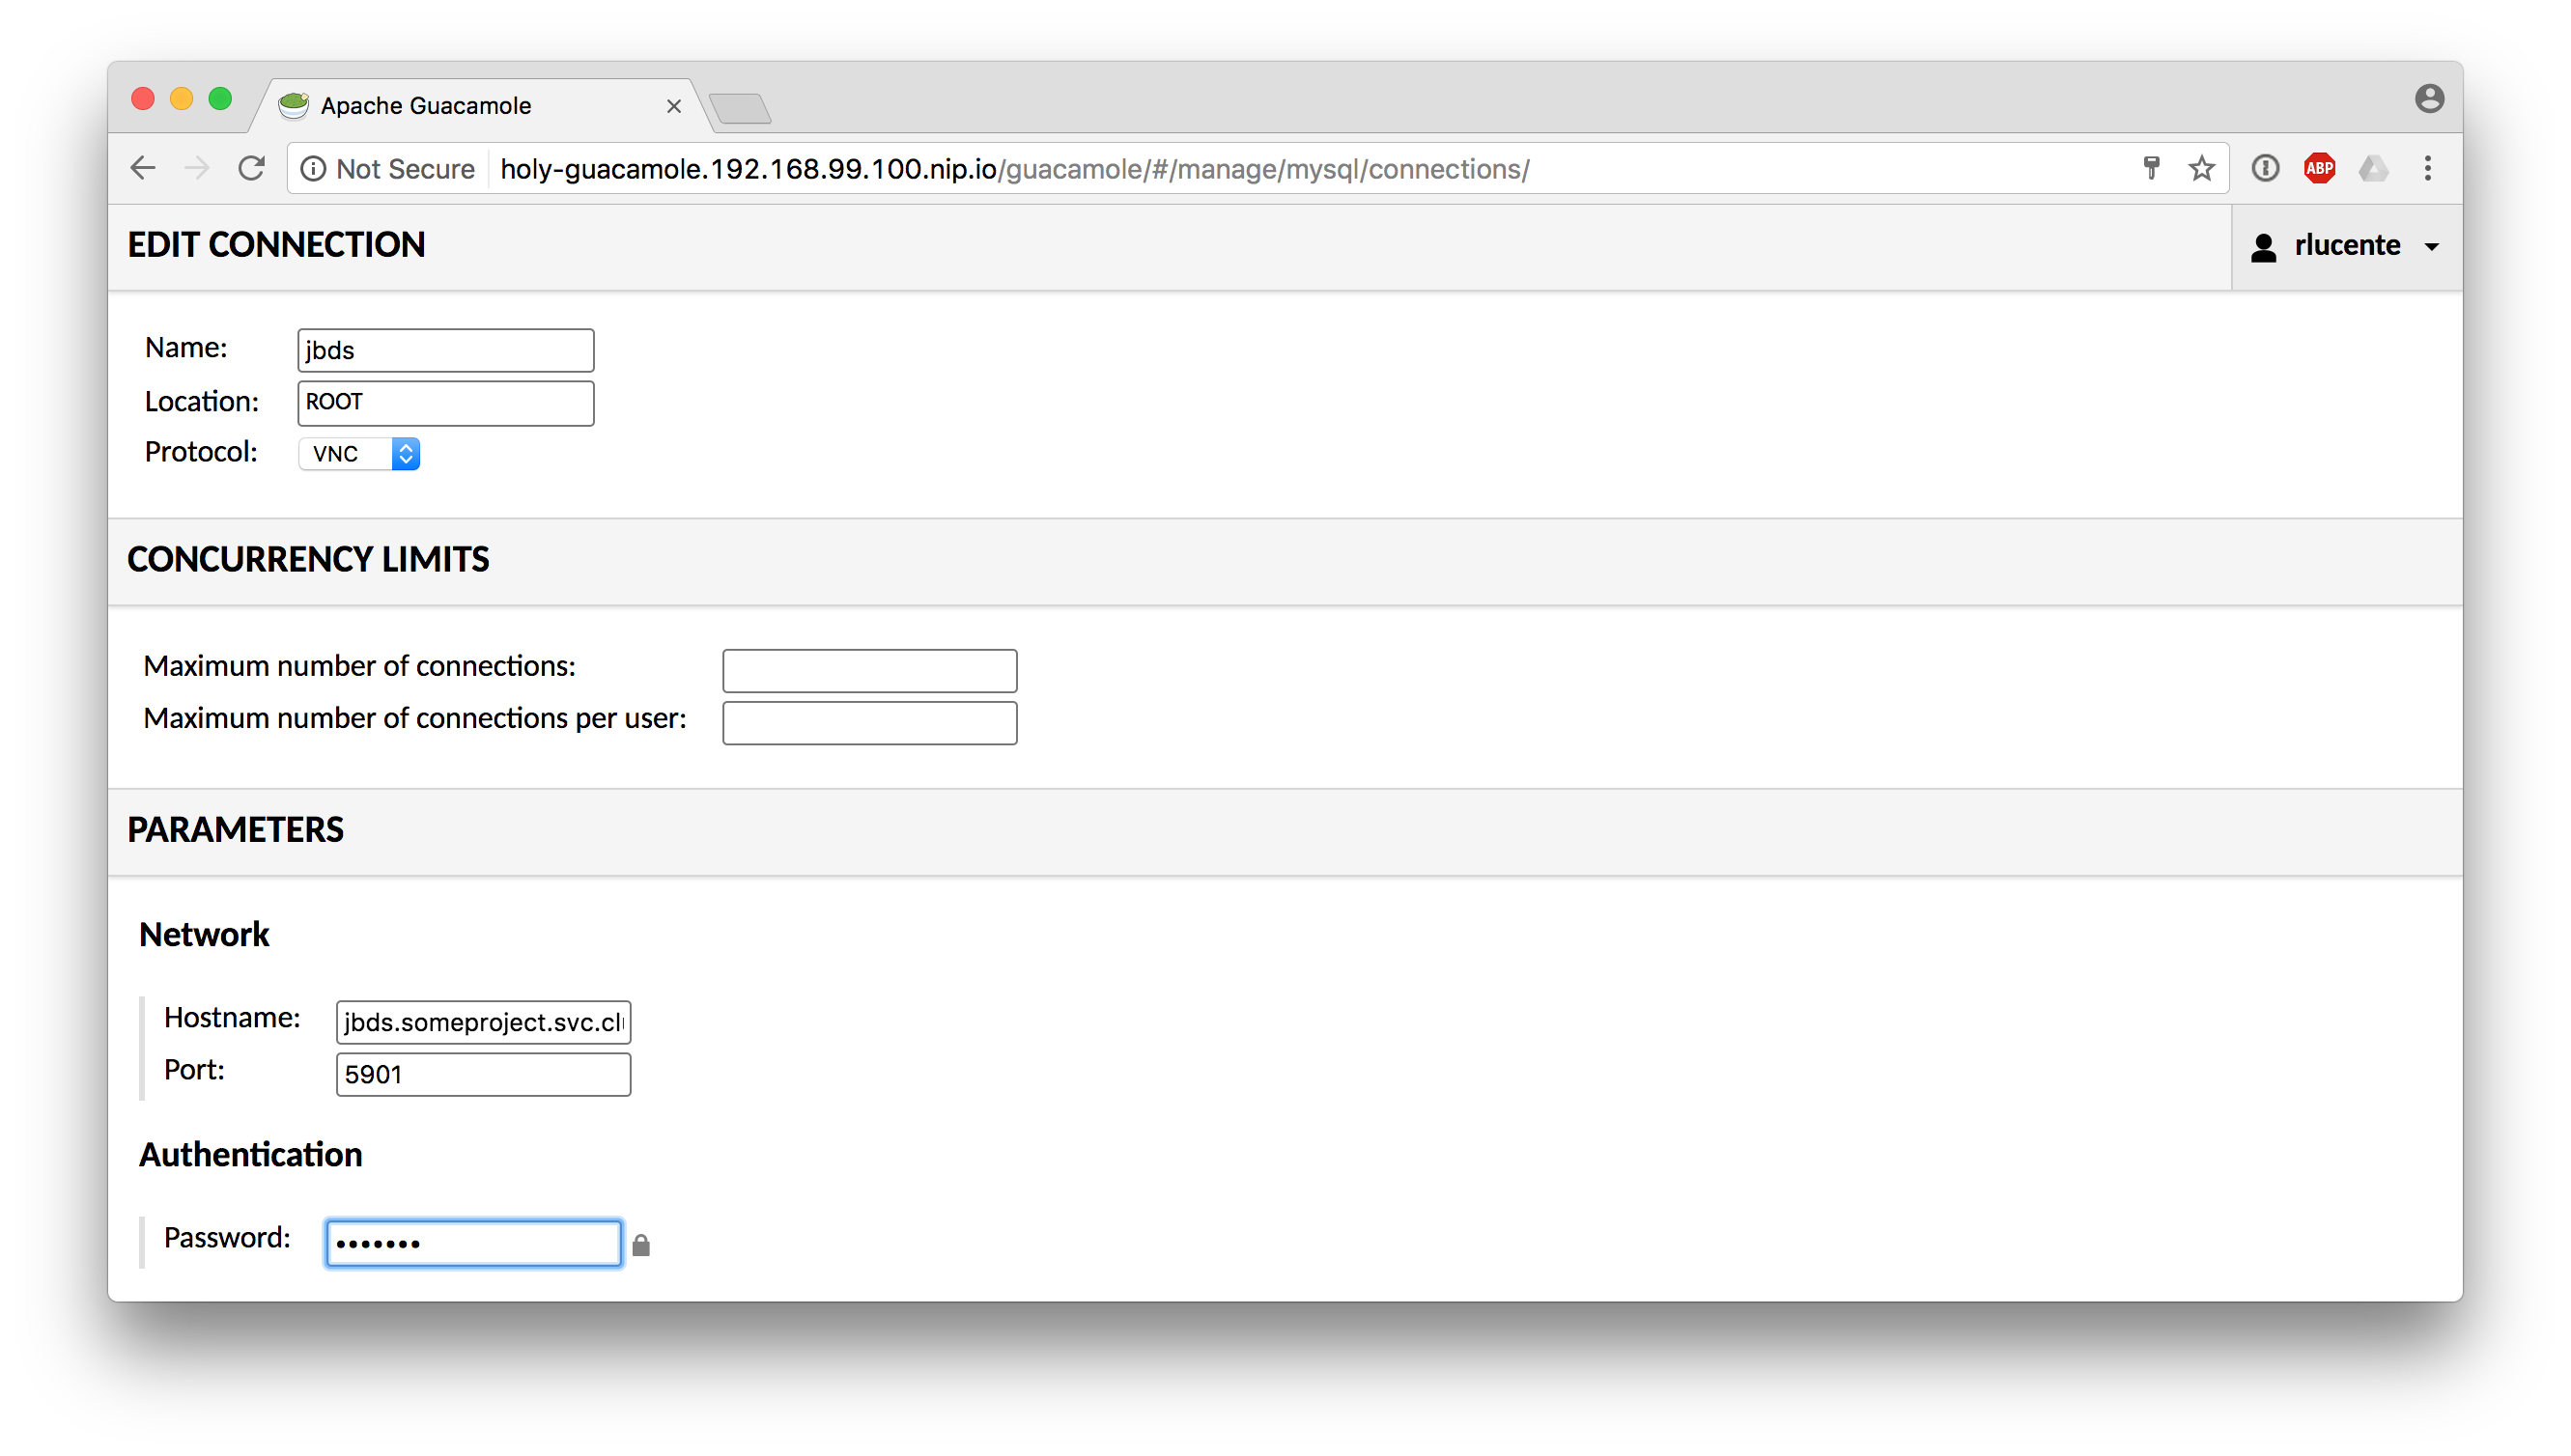 Apache Guacamole
Not Secure holy-guacamole.192.168.99.100.nip.io/guacamole/#/manage/mysql/connections/
ABP
EDIT CONNECTION
rlucente
Name: jbds
Location: ROOT
Protocol: VNC
CONCURRENCY LIMITS
Maximum number of connections:
Maximum number of connections per user:
PARAMETERS
Network
Hostname: jbds.someproject.svc.cl
Port: 5901
Authentication
Password: •••••••